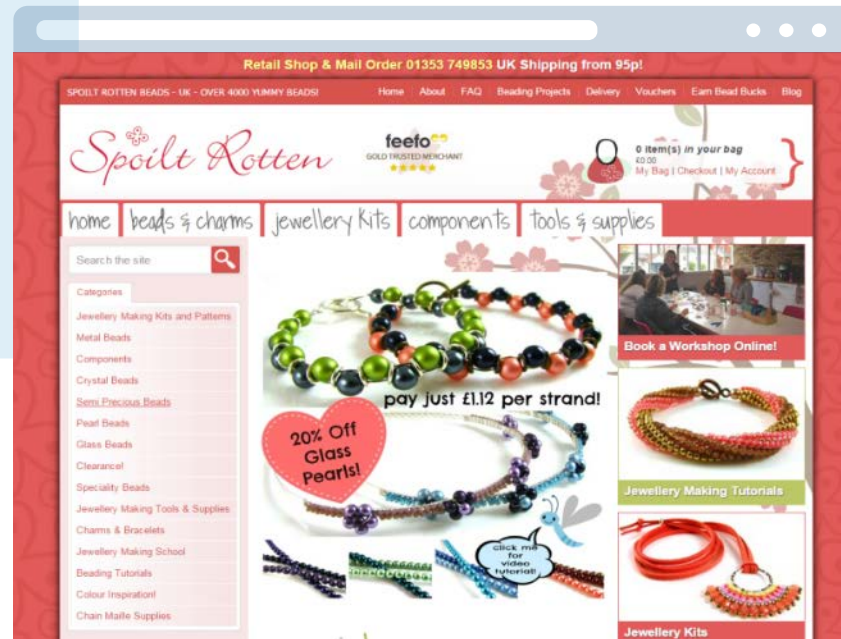 Retail Shop & Mail Order 01353 749853 UK Shipping from 95p!
SPOILT ROTTEN BEADS - UK - OVER 4000 YUMMY BEADS!
Home About FAQ Beading Projects Delivery Vouchers Earn Bead Bucks Blog
Spoilt Rotten
feefo
GOLD TRUSTED MERCHANT
0 item(s) in your bag
£0.00
My Bag | Checkout | My Account
home beads & charms jewellery kits components tools & supplies
Search the site
Categories
Jewellery Making Kits and Patterns
Metal Beads
Components
Crystal Beads
Semi Precious Beads
Pearl Beads
Glass Beads
Clearance!
Speciality Beads
Jewellery Making Tools & Supplies
Charms & Bracelets
Jewellery Making School
Beading Tutorials
Colour Inspiration!
Chain Maille Supplies
pay just £1.12 per strand!
20% Off
Glass
Pearls!
click me
for
video
tutorial!
Book a Workshop Online!
Jewellery Making Tutorials
Jewellery Kits